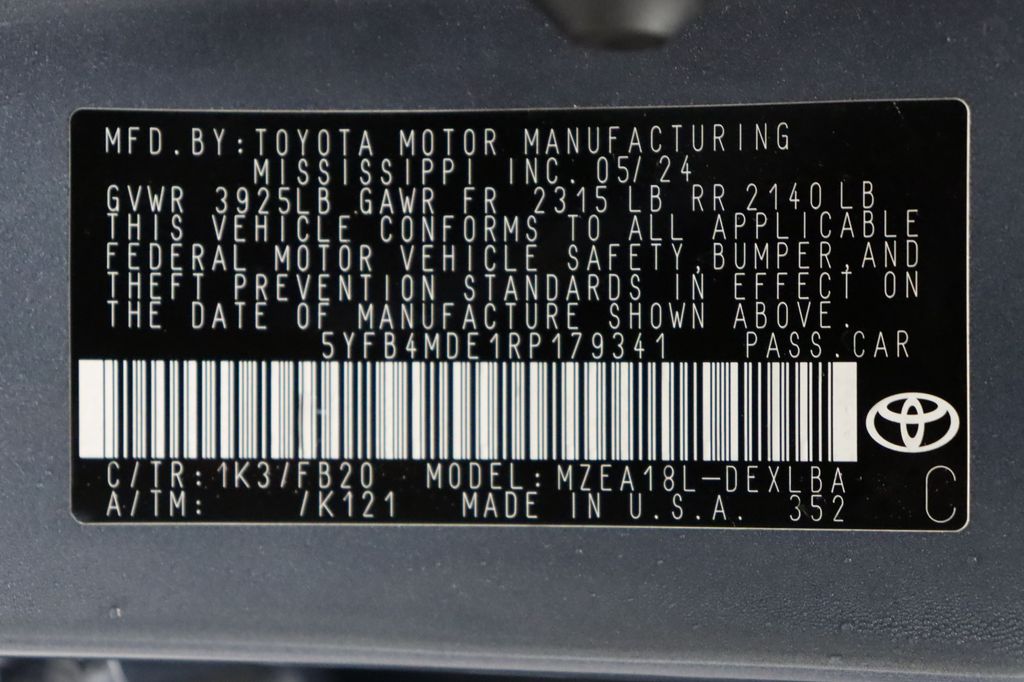 MFD.BY:TOYOTA MOTOR MANUFACTURING
MISSISSIPPI INC. 05/24
GVWR 3925LB GAWR FR 2315LB RR 2140LB
THIS VEHICLE CONFORMS TO ALL APPLICABLE
FEDERAL MOTOR VEHICLE SAFETY,BUMPER,AND
THEFT PREVENTION STANDARDS IN EFFECT ON
THE DATE OF MANUFACTURE SHOWN ABOVE.
5YFB4MDE1RP179341 PASS.CAR
C/TR:1K3/FB20 MODEL:MZEA18L-DEXLBA
A/TM: /K121 MADE IN U.S.A. 352
C